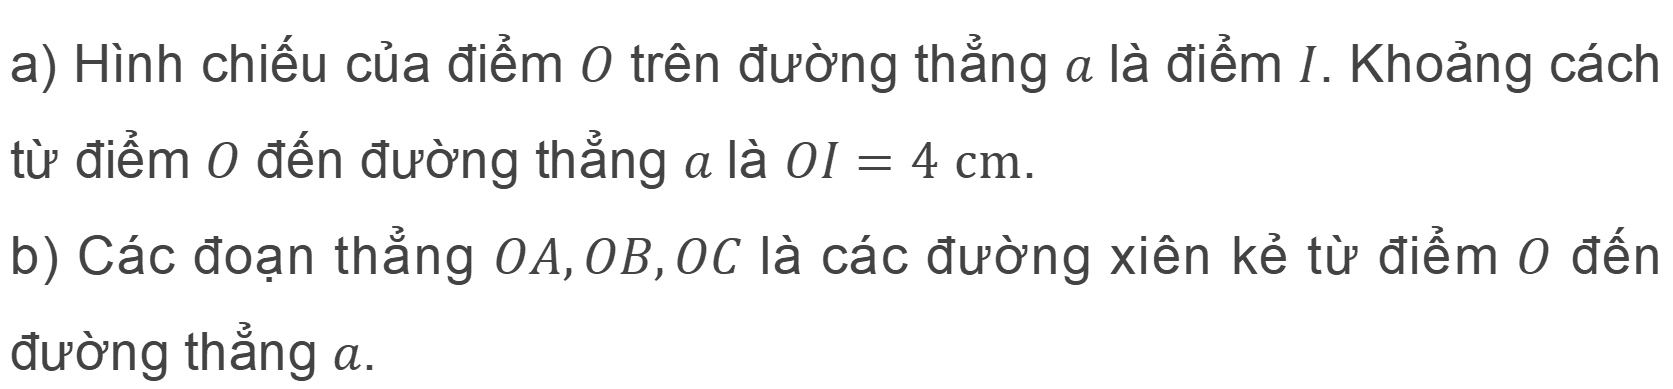 a) Hình chiếu của điểm O trên đường thẳng a là điểm I. Khoảng cách
từ điểm O đến đường thẳng a là OI = 4 cm.
b) Các đoạn thẳng OA, OB, OC là các đường xiên kẻ từ điểm O đến
đường thẳng a.